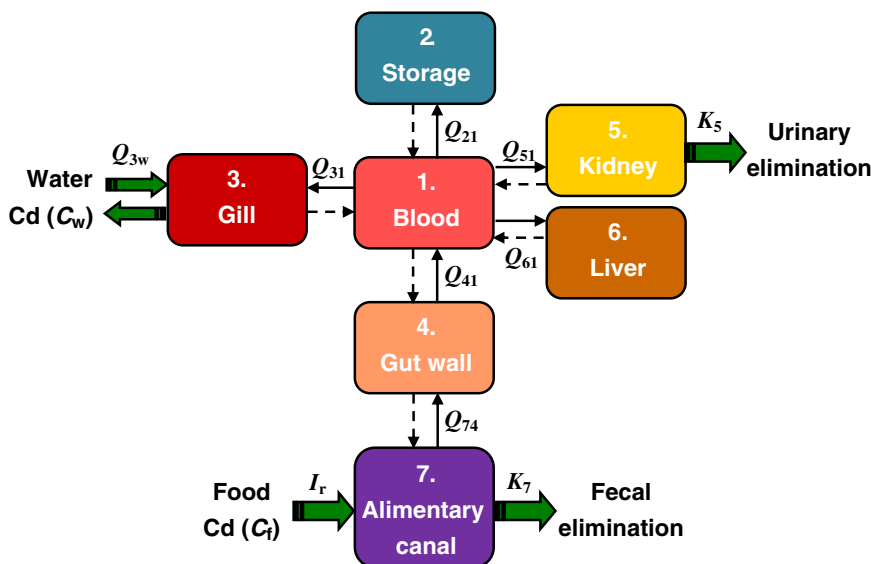 2.
Storage
Q21
Q3w
Water
Cd (Cw)
3.
Gill
Q31
1.
Blood
Q51
5.
Kidney
K5
Urinary
elimination
Q61
6.
Liver
Q41
4.
Gut wall
Q74
Food
Cd (Cf)
Ir
7.
Alimentary
canal
K7
Fecal
elimination